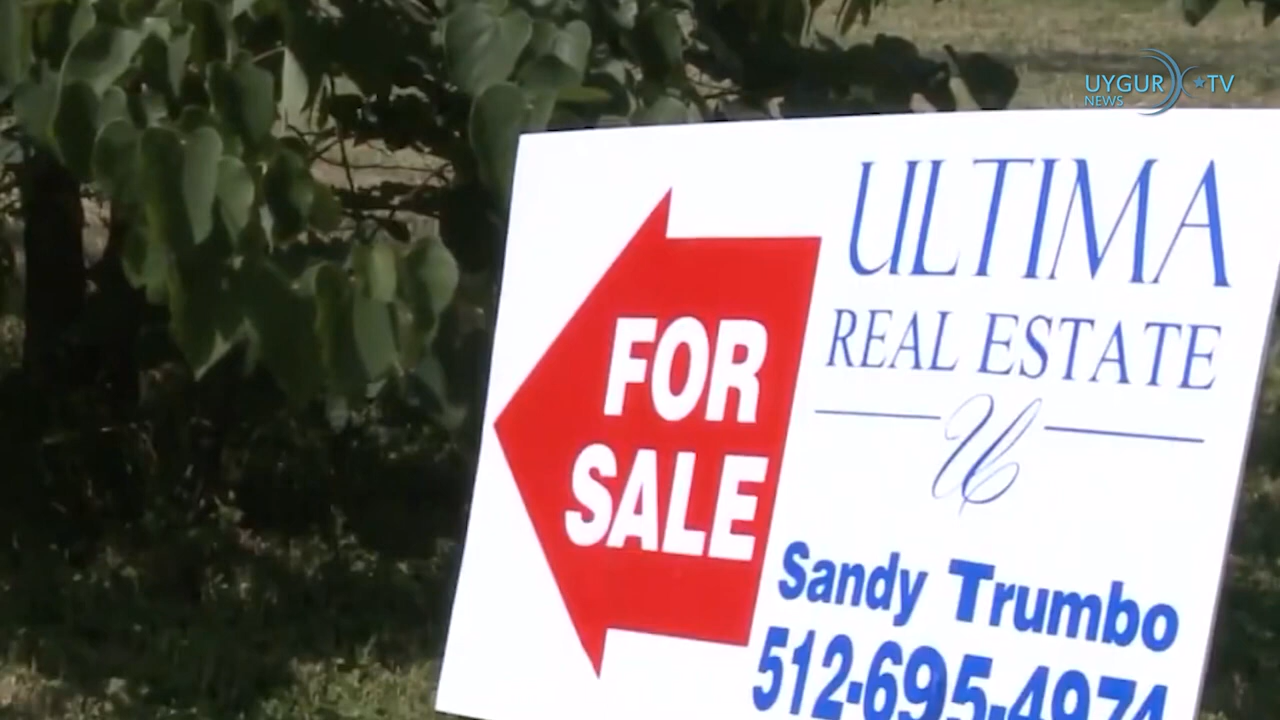 UYGUR TV
NEWS
ULTIMA
REAL ESTATE
FOR
SALE
Sandy Trumbo
512-695-4974